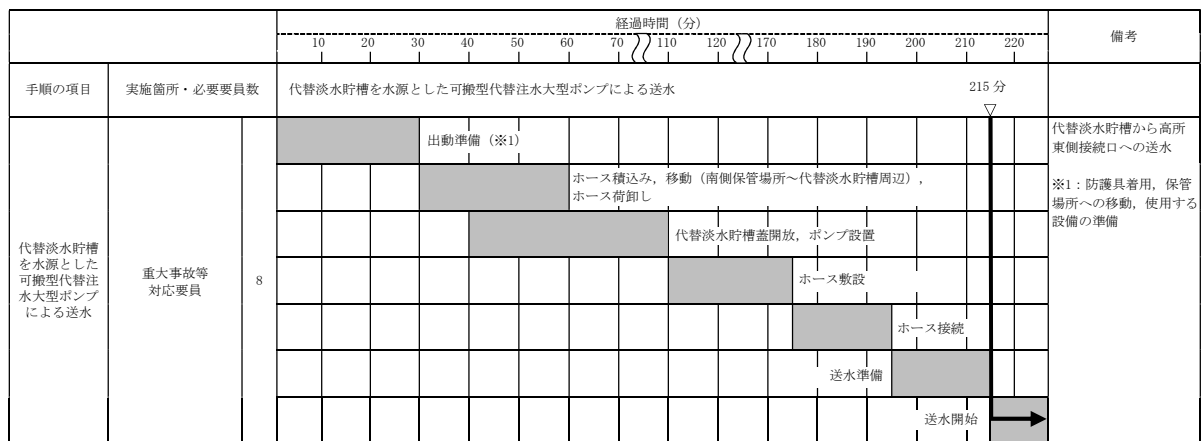 経過時間（分）
備考
10 20 30 40 50 60 70 110 120 170 180 190 200 210 220
手順の項目
実施箇所・必要要員数
代替淡水貯槽を水源とした可搬型代替注水大型ポンプによる送水
215 分
代替淡水貯槽
を水源とした
可搬型代替注
水大型ポンプ
による送水
重大事故等
対応要員
8
出動準備（※1）
ホース積込み，移動（南側保管場所～代替淡水貯槽周辺），
ホース荷卸し
代替淡水貯槽蓋開放，ポンプ設置
ホース敷設
ホース接続
送水準備
送水開始
代替淡水貯槽から高所
東側接続口への送水
※1：防護具着用，保管
場所への移動，使用する
設備の準備